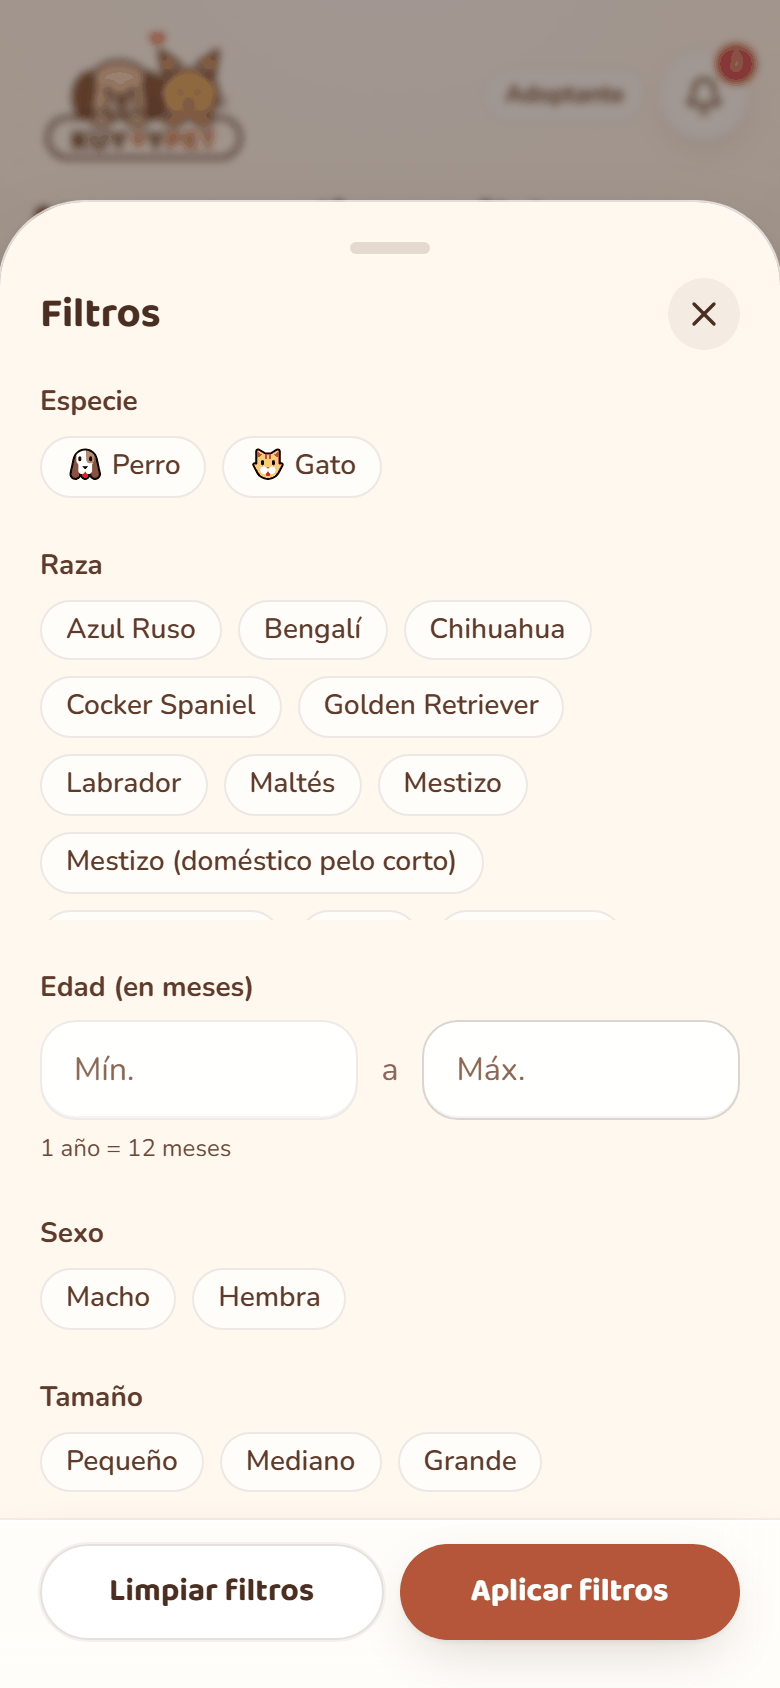 Adoptante
Filtros
Especie
Perro
Gato
Raza
Azul Ruso
Bengalí
Chihuahua
Cocker Spaniel
Golden Retriever
Labrador
Maltés
Mestizo
Mestizo (doméstico pelo corto)
Edad (en meses)
Mín.
a
Máx.
1 año = 12 meses
Sexo
Macho
Hembra
Tamaño
Pequeño
Mediano
Grande
Limpiar filtros
Aplicar filtros